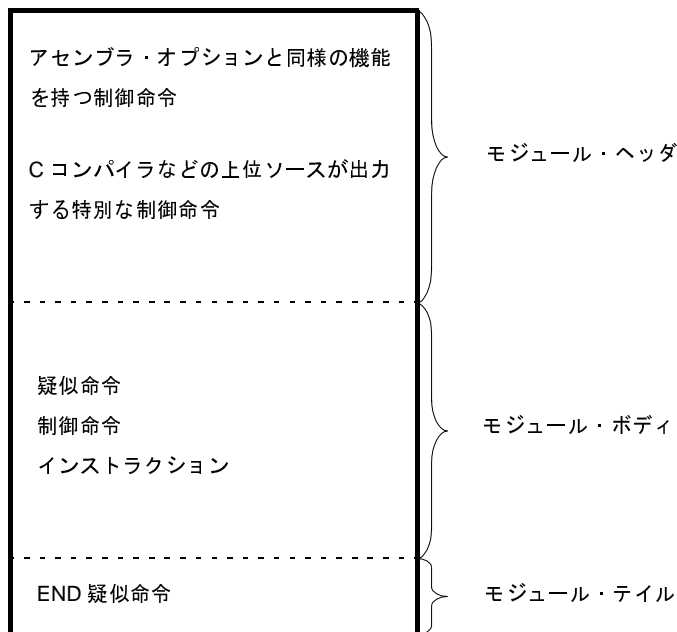 アセンブラ・オプションと同様の機能
を持つ制御命令
C コンパイラなどの上位ソースが出力
する特別な制御命令
モジュール・ヘッダ
疑似命令
制御命令
インストラクション
モジュール・ボディ
END 疑似命令
モジュール・テイル